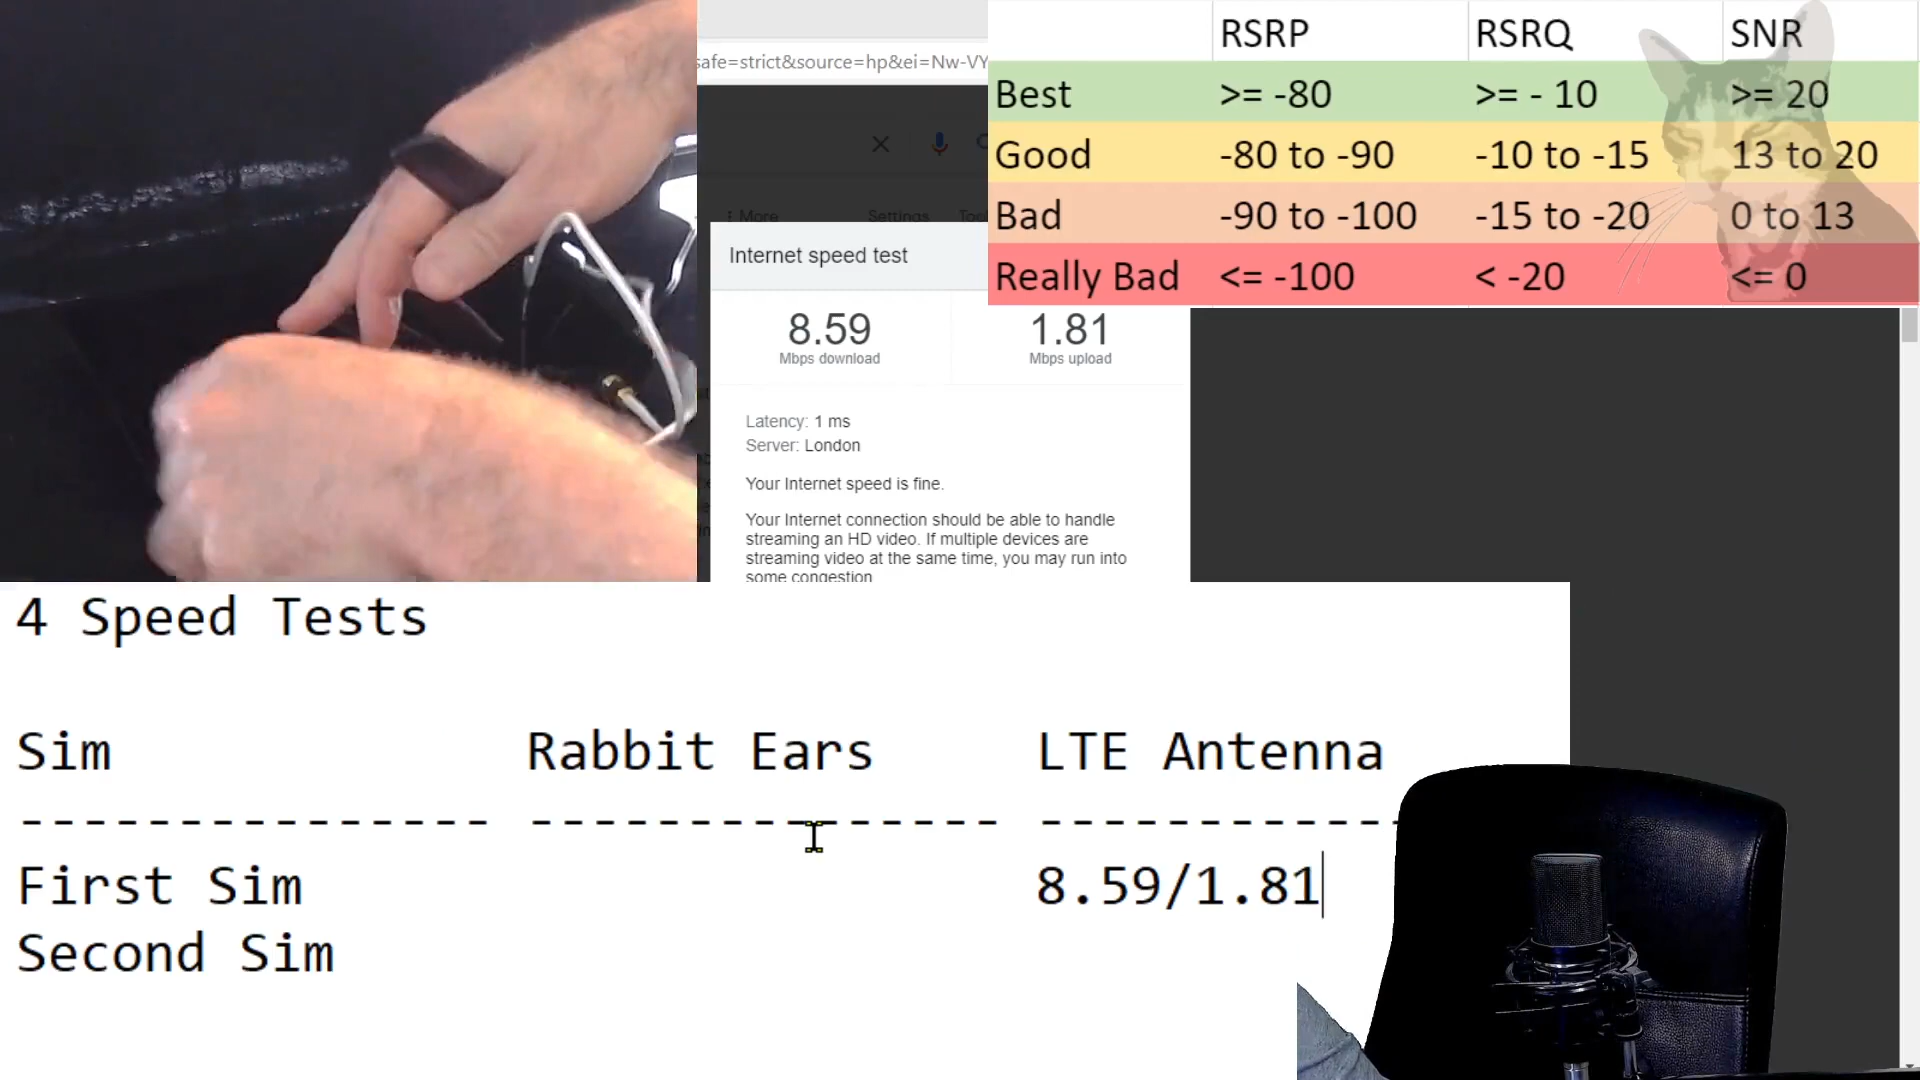 safe=strict&source=hp&ei=Nw-VY
More Settings
Internet speed test
8.59 1.81
Mbps download Mbps upload
Latency: 1 ms
Server: London
Your Internet speed is fine.
Your Internet connection should be able to handle
streaming an HD video. If multiple devices are
streaming video at the same time, you may run into
some congestion
RSRP RSRQ SNR
Best >= -80 >= - 10 >= 20
Good -80 to -90 -10 to -15 13 to 20
Bad -90 to -100 -15 to -20 0 to 13
Really Bad <= -100 < -20 <= 0
4 Speed Tests
Sim Rabbit Ears LTE Antenna
--------------- --------------- ------------
First Sim 8.59/1.81
Second Sim